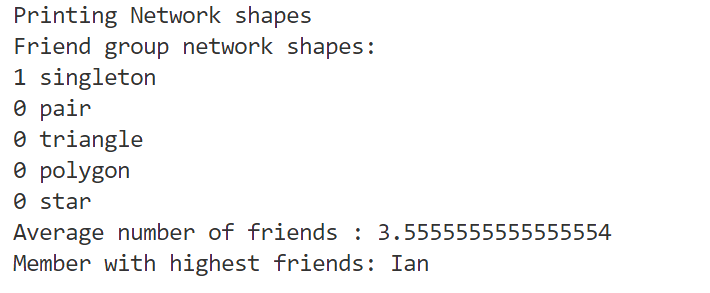 Printing Network shapes
Friend group network shapes:
1 singleton
0 pair
0 triangle
0 polygon
0 star
Average number of friends : 3.5555555555555554
Member with highest friends: Ian